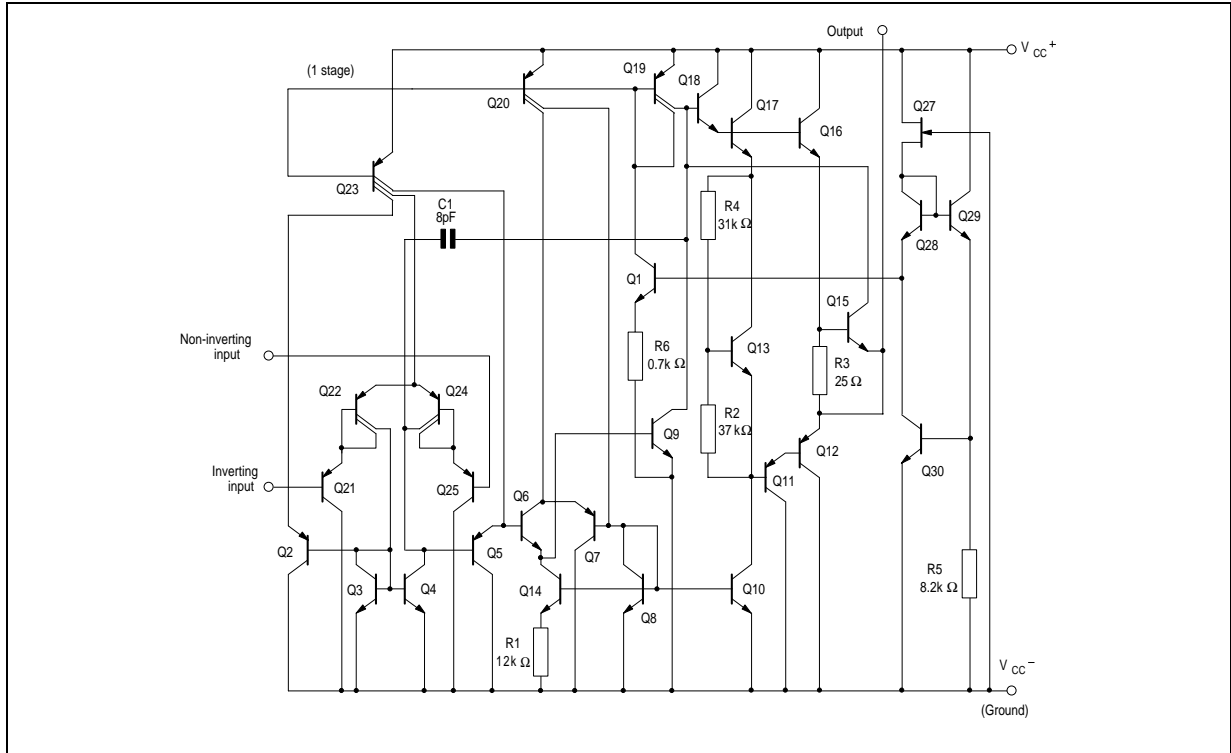 Output
V CC +
(1 stage)
Q19
Q18
Q17
Q20
Q16
Q27
Q23
C1
8pF
R4
31k Ω
Q28
Q29
Q1
Q15
Non-inverting
input
R6
0.7k Ω
Q13
R3
25 Ω
Q22
Q24
R2
37 kΩ
Q9
Q12
Inverting
input
Q21
Q25
Q6
Q11
Q30
Q2
Q5
Q7
Q3
Q4
Q14
Q10
R5
8.2k Ω
Q8
R1
12k Ω
V CC –
(Ground)